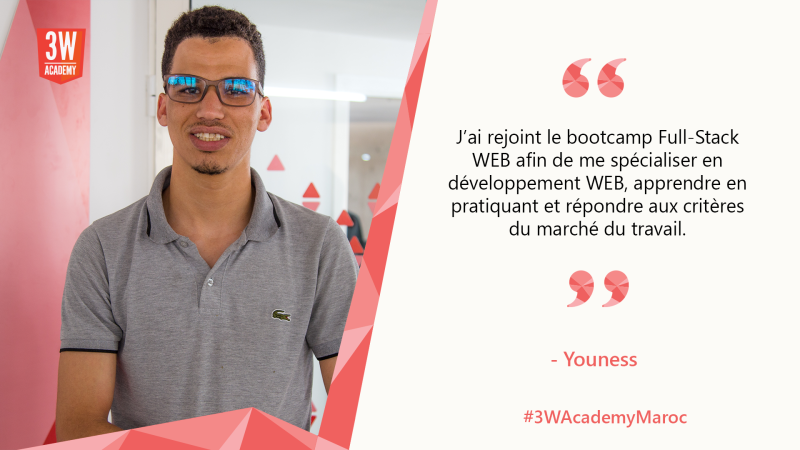 3W
ACADEMY
J’ai rejoint le bootcamp Full-Stack
WEB afin de me spécialiser en
développement WEB, apprendre en
pratiquant et répondre aux critères
du marché du travail.
- Youness
#3WAcademyMaroc